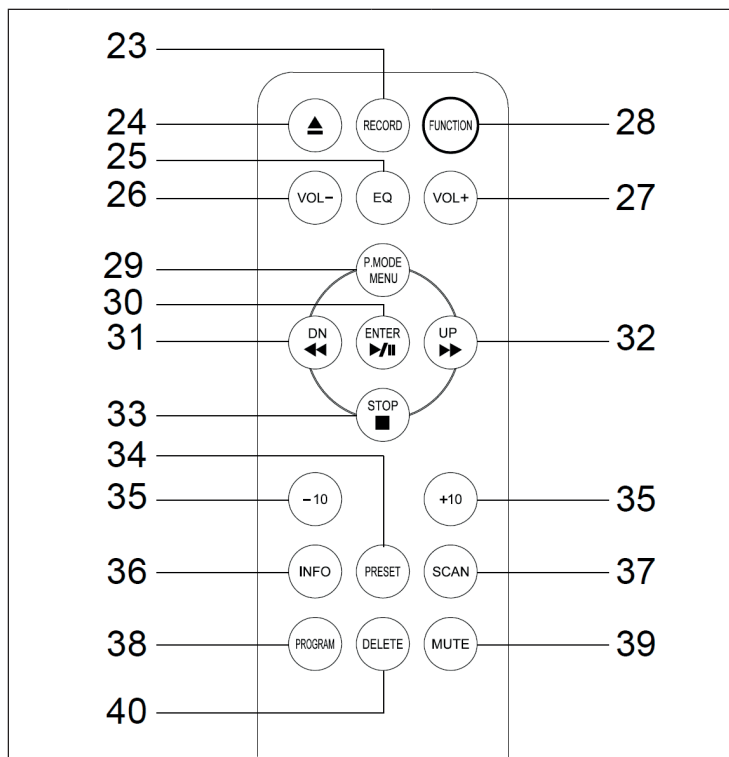 23
24
RECORD
FUNCTION
28
25
26
VOL-
EQ
VOL+
27
29
P.MODE
MENU
30
31
DN
ENTER
UP
32
33
STOP
34
35
-10
+10
35
36
INFO
PRESET
SCAN
37
38
PROGRAM
DELETE
MUTE
39
40